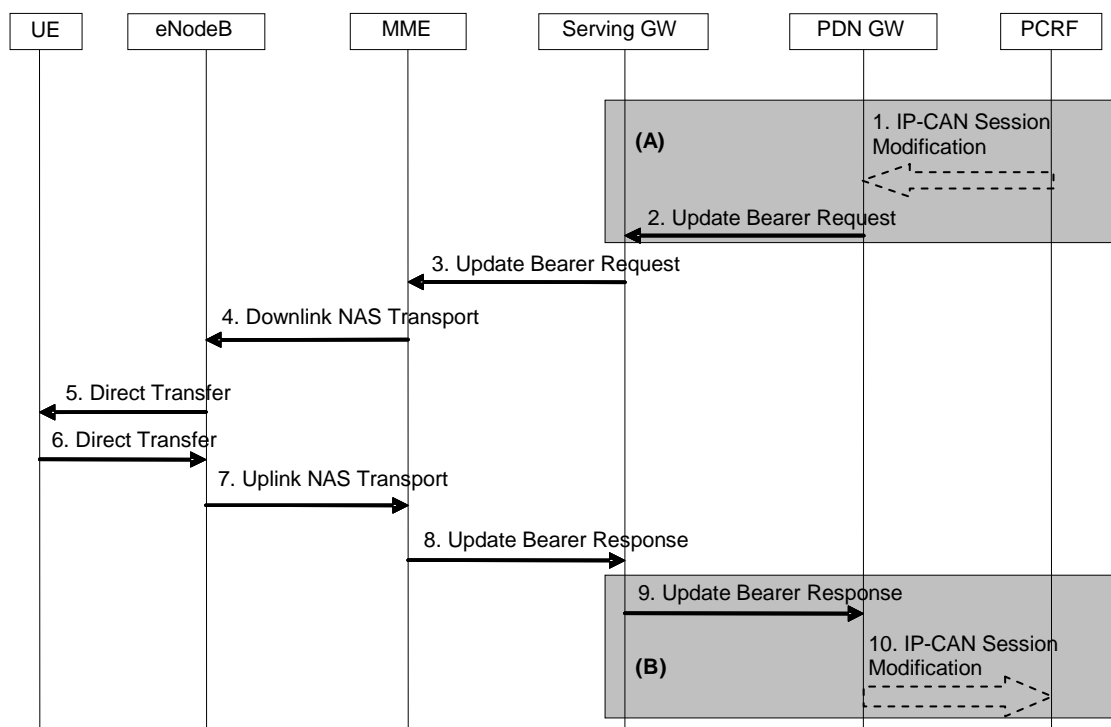 UE
eNodeB
MME
Serving GW
PDN GW
PCRF
(A)
1. IP-CAN Session
Modification
2. Update Bearer Request
3. Update Bearer Request
4. Downlink NAS Transport
5. Direct Transfer
6. Direct Transfer
7. Uplink NAS Transport
8. Update Bearer Response
9. Update Bearer Response
(B)
10. IP-CAN Session
Modification